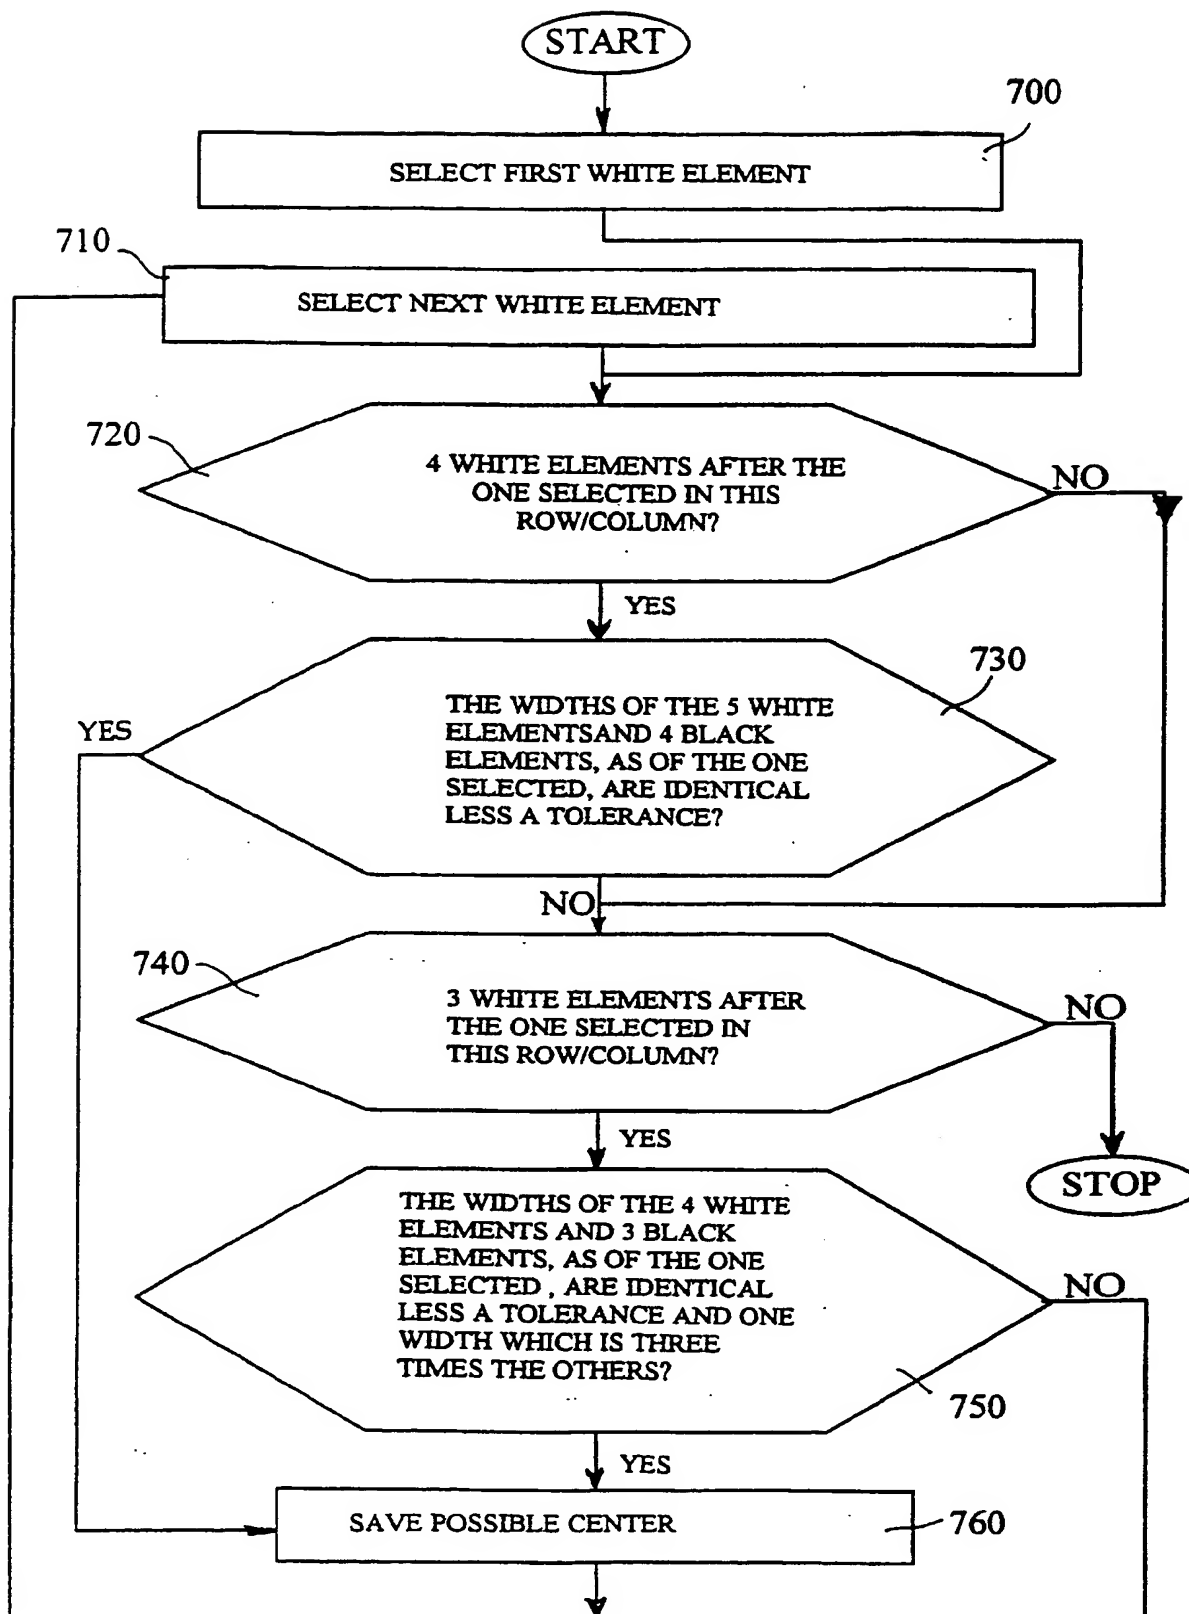 START
700
SELECT FIRST WHITE ELEMENT
710
SELECT NEXT WHITE ELEMENT
720
4 WHITE ELEMENTS AFTER THE
ONE SELECTED IN THIS
ROW/COLUMN?
NO
YES
730
THE WIDTHS OF THE 5 WHITE
ELEMENTSAND 4 BLACK
ELEMENTS, AS OF THE ONE
SELECTED, ARE IDENTICAL
LESS A TOLERANCE?
YES
NO
740
3 WHITE ELEMENTS AFTER
THE ONE SELECTED IN
THIS ROW/COLUMN?
NO
YES
STOP
THE WIDTHS OF THE 4 WHITE
ELEMENTS AND 3 BLACK
ELEMENTS, AS OF THE ONE
SELECTED , ARE IDENTICAL
LESS A TOLERANCE AND ONE
WIDTH WHICH IS THREE
TIMES THE OTHERS?
NO
750
YES
SAVE POSSIBLE CENTER
760